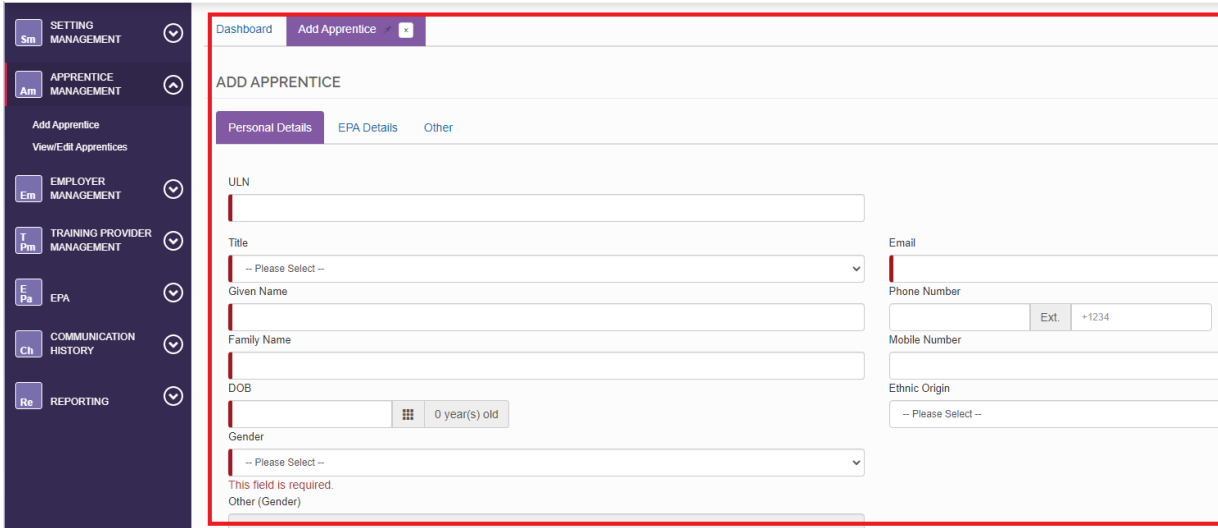 SETTING
Sm MANAGEMENT
APPRENTICE
Am MANAGEMENT
Add Apprentice
View/Edit Apprentices
EMPLOYER
Em MANAGEMENT
T TRAINING PROVIDER
Pm MANAGEMENT
E
Pa EPA
COMMUNICATION
Ch HISTORY
Re REPORTING
Dashboard Add Apprentice x
ADD APPRENTICE
Personal Details EPA Details Other
ULN
Title Email
-- Please Select --
Given Name Phone Number
Ext. +1234
Family Name Mobile Number
DOB Ethnic Origin
0 year(s) old -- Please Select --
Gender
-- Please Select --
This field is required.
Other (Gender)